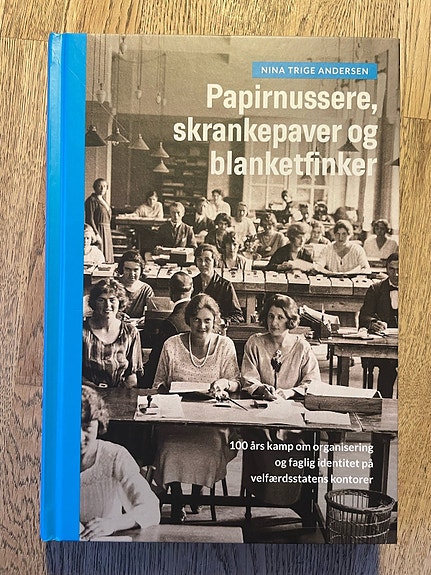 NINA TRIGE ANDERSEN
Papirnussere,
skrankepaver og
blanketfinker
100 års kamp om organisering
og faglig identitet på
velfærdsstatens kontorer